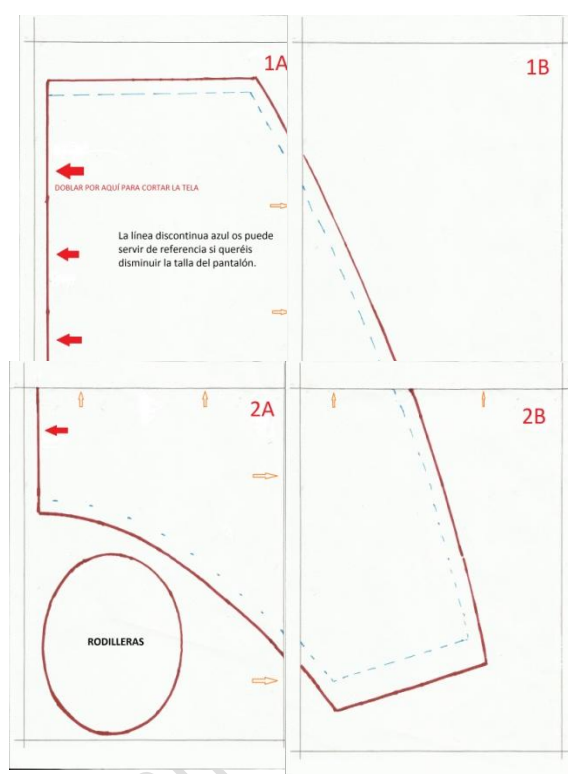 1A
1B
DOBLAR POR AQUÍ PARA CORTAR LA TELA
La línea discontinua azul os puede
servir de referencia si queréis
disminuir la talla del pantalón.
2A
2B
RODILLERAS